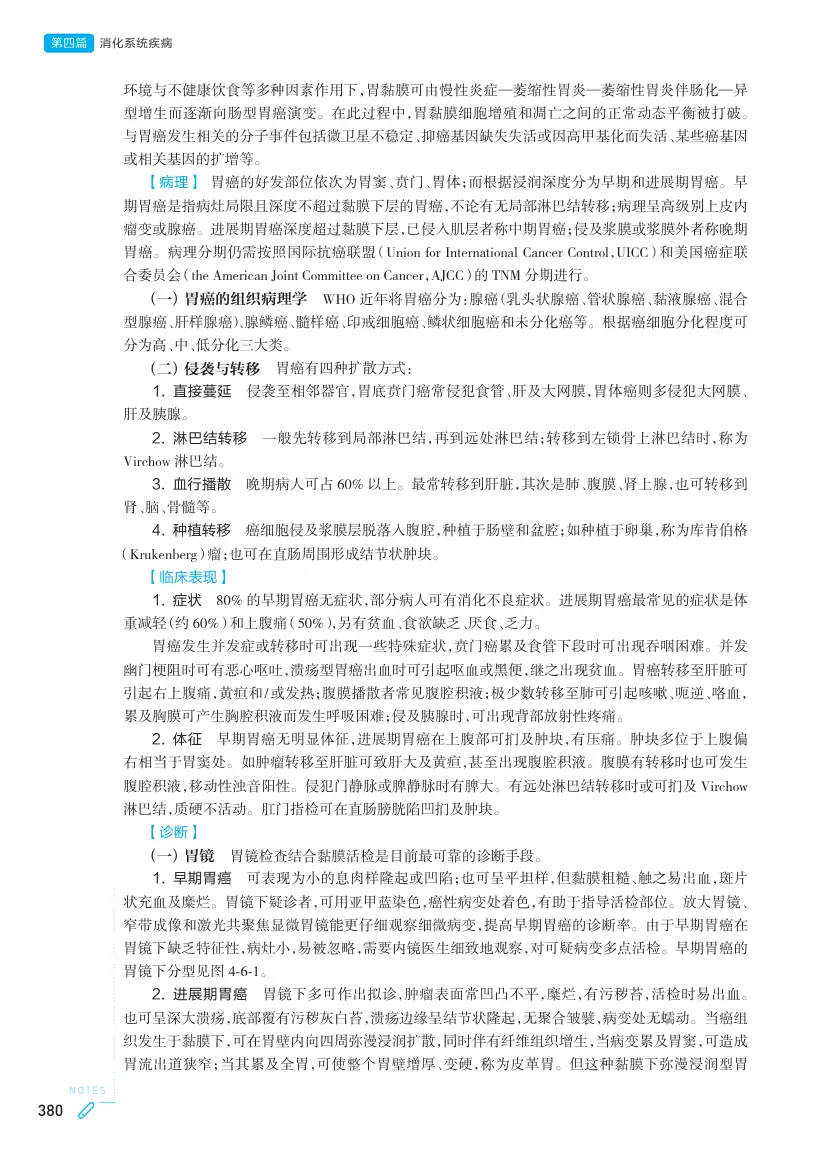 第四篇 消化系统疾病
环境与不健康饮食等多种因素作用下,胃黏膜可由慢性炎症—萎缩性胃炎—萎缩性胃炎伴肠化—异
型增生而逐渐向肠型胃癌演变。在此过程中,胃黏膜细胞增殖和凋亡之间的正常动态平衡被打破。
与胃癌发生相关的分子事件包括微卫星不稳定、抑癌基因缺失失活或因高甲基化而失活、某些癌基因
或相关基因的扩增等。
【病理】 胃癌的好发部位依次为胃窦、贲门、胃体;而根据浸润深度分为早期和进展期胃癌。早
期胃癌是指病灶局限且深度不超过黏膜下层的胃癌,不论有无局部淋巴结转移;病理呈高级别上皮内
瘤变或腺癌。进展期胃癌深度超过黏膜下层,已侵入肌层者称中期胃癌;侵及浆膜或浆膜外者称晚期
胃癌。病理分期仍需按照国际抗癌联盟(Union for International Cancer Control,UICC)和美国癌症联
合委员会(the American Joint Committee on Cancer,AJCC)的 TNM 分期进行。
(一)胃癌的组织病理学 WHO 近年将胃癌分为:腺癌(乳头状腺癌、管状腺癌、黏液腺癌、混合
型腺癌、肝样腺癌)、腺鳞癌、髓样癌、印戒细胞癌、鳞状细胞癌和未分化癌等。根据癌细胞分化程度可
分为高、中、低分化三大类。
(二)侵袭与转移 胃癌有四种扩散方式:
1. 直接蔓延 侵袭至相邻器官,胃底贲门癌常侵犯食管、肝及大网膜,胃体癌则多侵犯大网膜、
肝及胰腺。
2. 淋巴结转移 一般先转移到局部淋巴结,再到远处淋巴结;转移到左锁骨上淋巴结时,称为
Virchow 淋巴结。
3. 血行播散 晚期病人可占 60% 以上。最常转移到肝脏,其次是肺、腹膜、肾上腺,也可转移到
肾、脑、骨髓等。
4. 种植转移 癌细胞侵及浆膜层脱落入腹腔,种植于肠壁和盆腔;如种植于卵巢,称为库肯伯格
(Krukenberg)瘤;也可在直肠周围形成结节状肿块。
【临床表现】
1. 症状 80% 的早期胃癌无症状,部分病人可有消化不良症状。进展期胃癌最常见的症状是体
重减轻(约 60%)和上腹痛(50%),另有贫血、食欲缺乏、厌食、乏力。
胃癌发生并发症或转移时可出现一些特殊症状,贲门癌累及食管下段时可出现吞咽困难。并发
幽门梗阻时可有恶心呕吐,溃疡型胃癌出血时可引起呕血或黑便,继之出现贫血。胃癌转移至肝脏可
引起右上腹痛,黄疸和/或发热;腹膜播散者常见腹腔积液;极少数转移至肺可引起咳嗽、呃逆、咯血,
累及胸膜可产生胸腔积液而发生呼吸困难;侵及胰腺时,可出现背部放射性疼痛。
2. 体征 早期胃癌无明显体征,进展期胃癌在上腹部可扪及肿块,有压痛。肿块多位于上腹偏
右相当于胃窦处。如肿瘤转移至肝脏可致肝大及黄疸,甚至出现腹腔积液。腹膜有转移时也可发生
腹腔积液,移动性浊音阳性。侵犯门静脉或脾静脉时有脾大。有远处淋巴结转移时或可扪及 Virchow
淋巴结,质硬不活动。肛门指检可在直肠膀胱陷凹扪及肿块。
【诊断】
(一)胃镜 胃镜检查结合黏膜活检是目前最可靠的诊断手段。
1. 早期胃癌 可表现为小的息肉样隆起或凹陷;也可呈平坦样,但黏膜粗糙、触之易出血,斑片
状充血及糜烂。胃镜下疑诊者,可用亚甲蓝染色,癌性病变处着色,有助于指导活检部位。放大胃镜、
窄带成像和激光共聚焦显微胃镜能更仔细观察细微病变,提高早期胃癌的诊断率。由于早期胃癌在
胃镜下缺乏特征性,病灶小,易被忽略,需要内镜医生细致地观察,对可疑病变多点活检。早期胃癌的
胃镜下分型见图 4-6-1。
2. 进展期胃癌 胃镜下多可作出拟诊,肿瘤表面常凹凸不平,糜烂,有污秽苔,活检时易出血。
也可呈深大溃疡,底部覆有污秽灰白苔,溃疡边缘呈结节状隆起,无聚合皱襞,病变处无蠕动。当癌组
织发生于黏膜下,可在胃壁内向四周弥漫浸润扩散,同时伴有纤维组织增生,当病变累及胃窦,可造成
胃流出道狭窄;当其累及全胃,可使整个胃壁增厚、变硬,称为皮革胃。但这种黏膜下弥漫浸润型胃
NOTES
380